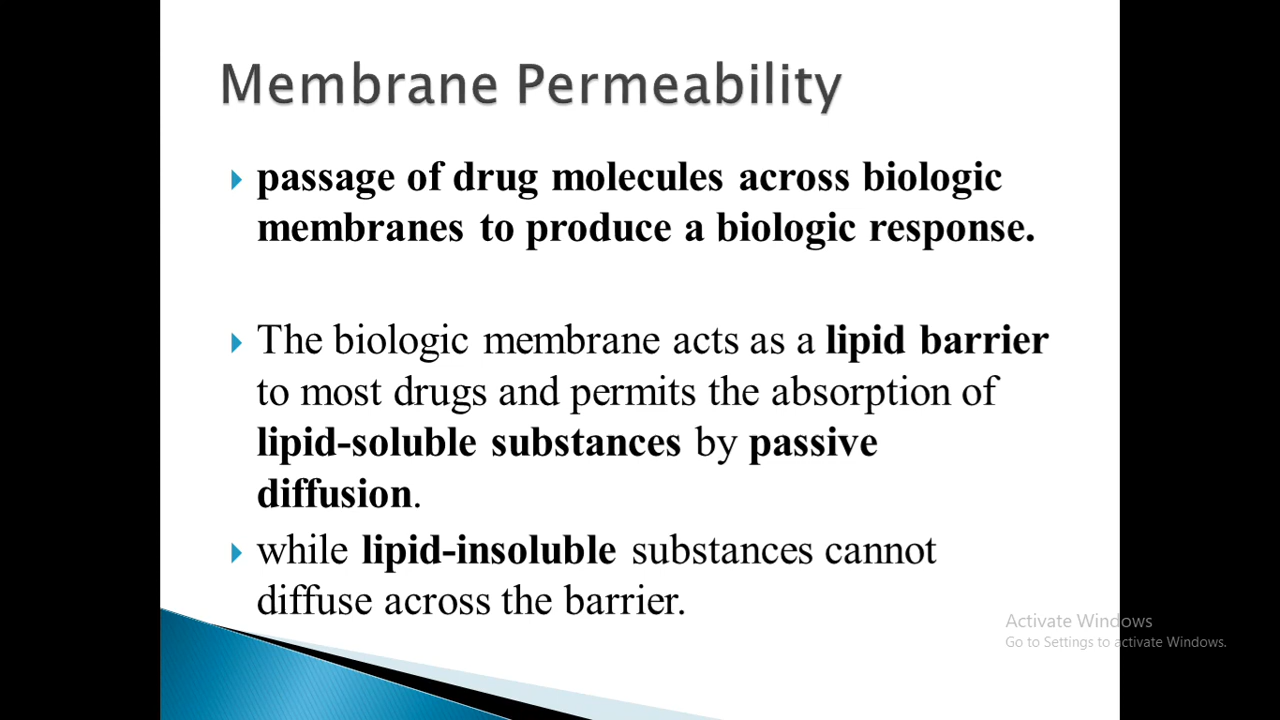 Membrane Permeability
passage of drug molecules across biologic
membranes to produce a biologic response.
The biologic membrane acts as a lipid barrier
to most drugs and permits the absorption of
lipid-soluble substances by passive
diffusion.
while lipid-insoluble substances cannot
diffuse across the barrier.
Activate Windows
Go to Settings to activate Windows.